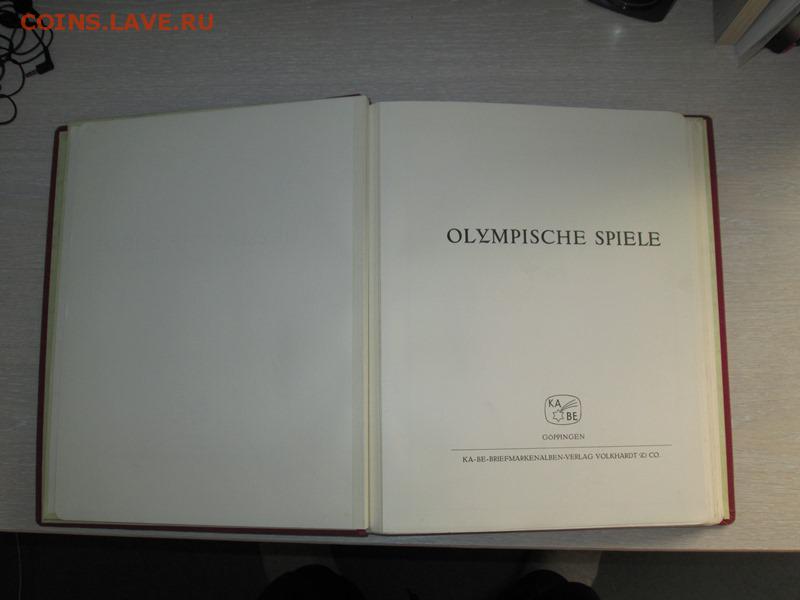 COINS.LAVE.RU
OLYMPISCHE SPIELE
KA
BE
GÖPPINGEN
KA-BE-BRIEFMARKENALBEN-VERLAG VOLKHARDT & CO.